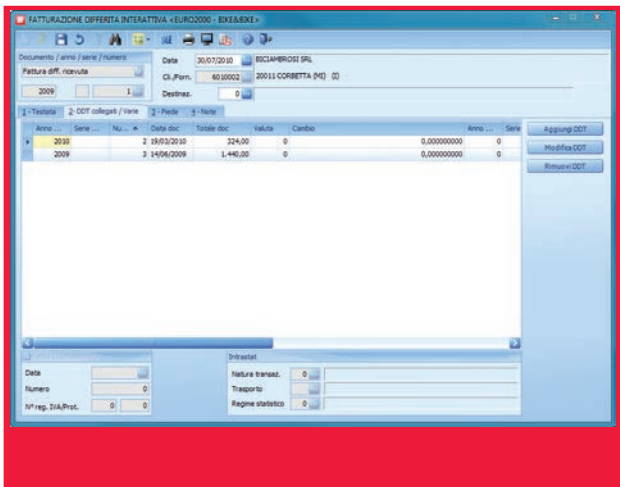 FATTURAZIONE DIFFERITA INTERATTIVA «EURO2000 - BIKE&BIKE»
Documento / anno / serie / numero
Fattura diff. ricevuta
2009 1
Data 30/07/2010 BICIAMBROSI SRL
Cli./Forn. 6010002 20011 CORBETTA (MI) (I)
Destinaz. 0
1 - Testata 2 - DDT collegati / Varie 3 - Piede 4 - Note
Anno ... Serie ... Nu... Data doc Totale doc Valuta Cambio Anno ... Serie
2010 2 19/03/2010 324,00 0 0,000000000 0
2009 3 14/06/2009 1.440,00 0 0,000000000 0
Aggiungi DDT
Modifica DDT
Rimuovi DDT
Data
Numero 0
N° reg. IVA/Prot. 0 0
Intrastat
Natura transaz. 0
Trasporto
Regime statistico 0